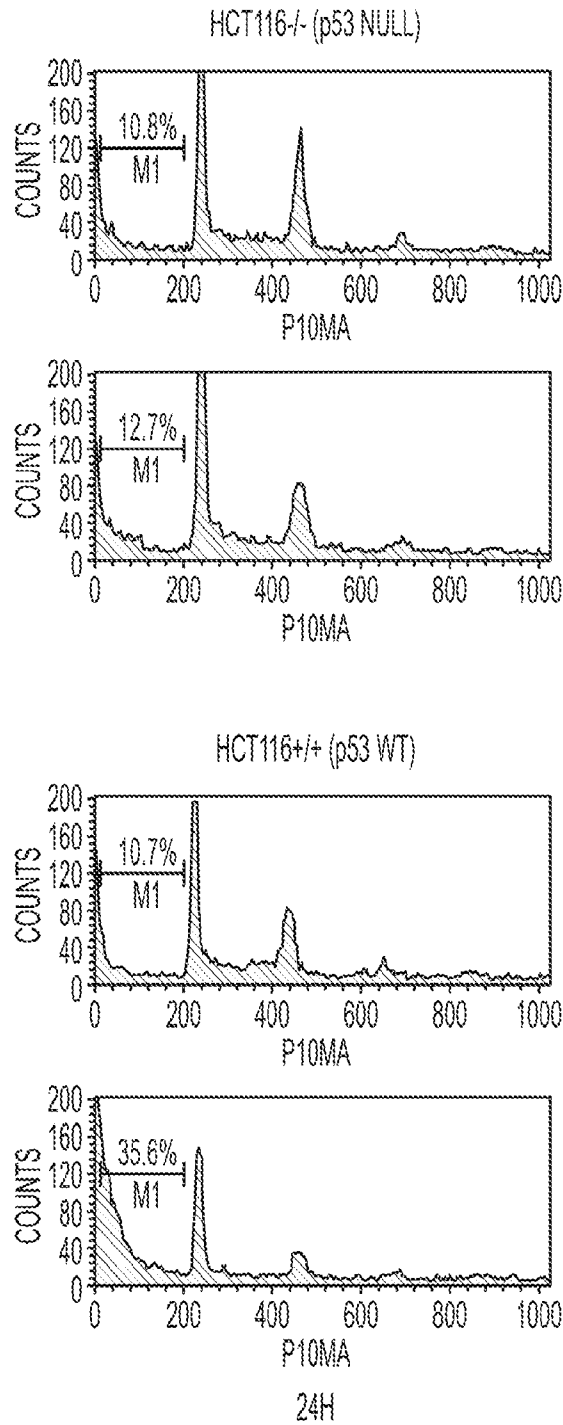 HCT116-/- (p53 NULL)
200
160
120
80
40
0
COUNTS
10.8%
M1
0 200 400 600 800 1000
P10MA
200
160
120
80
40
0
COUNTS
12.7%
M1
0 200 400 600 800 1000
P10MA
HCT116+/+ (p53 WT)
200
160
120
80
40
0
COUNTS
10.7%
M1
0 200 400 600 800 1000
P10MA
200
160
120
80
40
0
COUNTS
35.6%
M1
0 200 400 600 800 1000
P10MA
24H